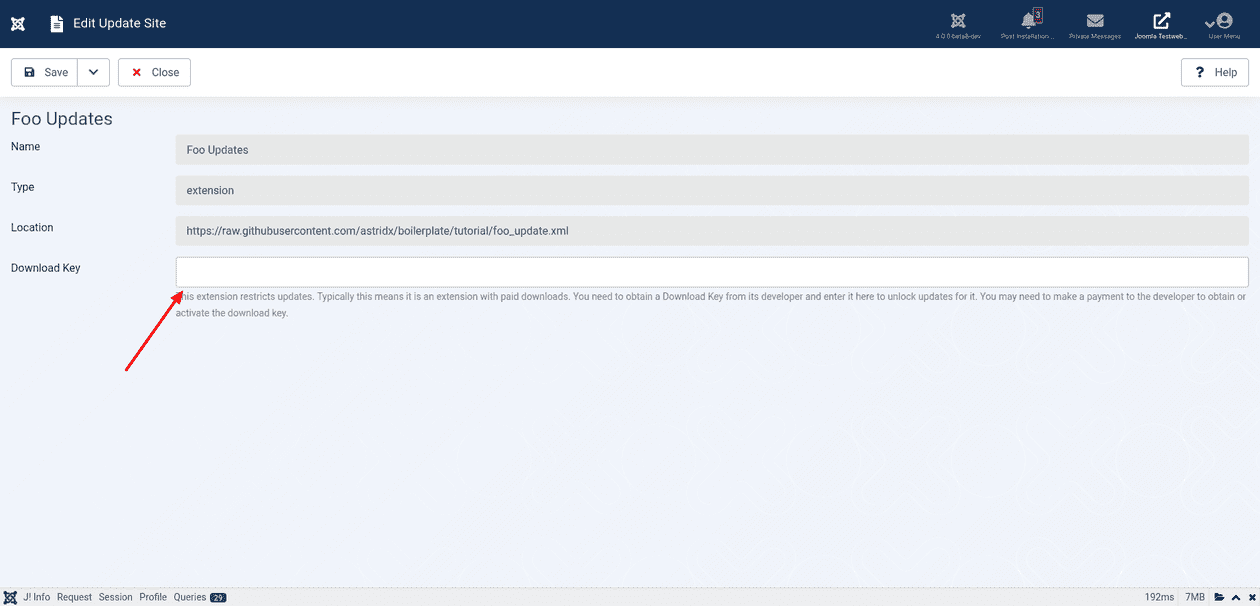 Edit Update Site
3
4.0.0-beta8-dev
Post Installation ..
Private Messages
Joomla Testweb..
User Menu
Save
Close
Help
Foo Updates
Name
Foo Updates
Type
extension
Location
https://raw.githubusercontent.com/astridx/boilerplate/tutorial/foo_update.xml
Download Key
This extension restricts updates. Typically this means it is an extension with paid downloads. You need to obtain a Download Key from its developer and enter it here to unlock updates for it. You may need to make a payment to the developer to obtain or
activate the download key.
J! Info Request Session Profile Queries 29 192ms 7MB